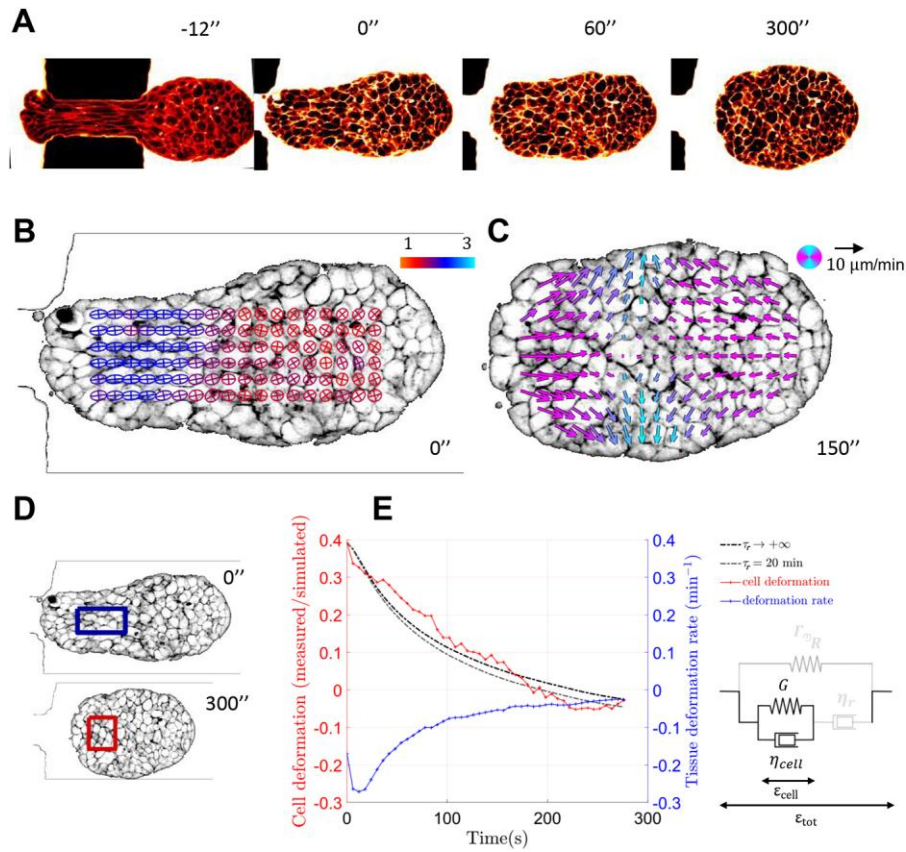 A
-12’’
0’’
60’’
300’’
B
1
3
0’’
C
10 μm/min
150’’
D
0’’
300’’
E
Cell deformation (measured/simulated)
0.4
0.3
0.2
0.1
0
-0.1
-0.2
-0.3
0
100
200
300
Time(s)
0.4
0.3
0.2
0.1
0
-0.1
-0.2
-0.3
Tissue deformation rate (min⁻¹)
τᵣ → +∞
τᵣ = 20 min
cell deformation
deformation rate
G
ηᵣ
η_cell
ε_cell
ε_tot